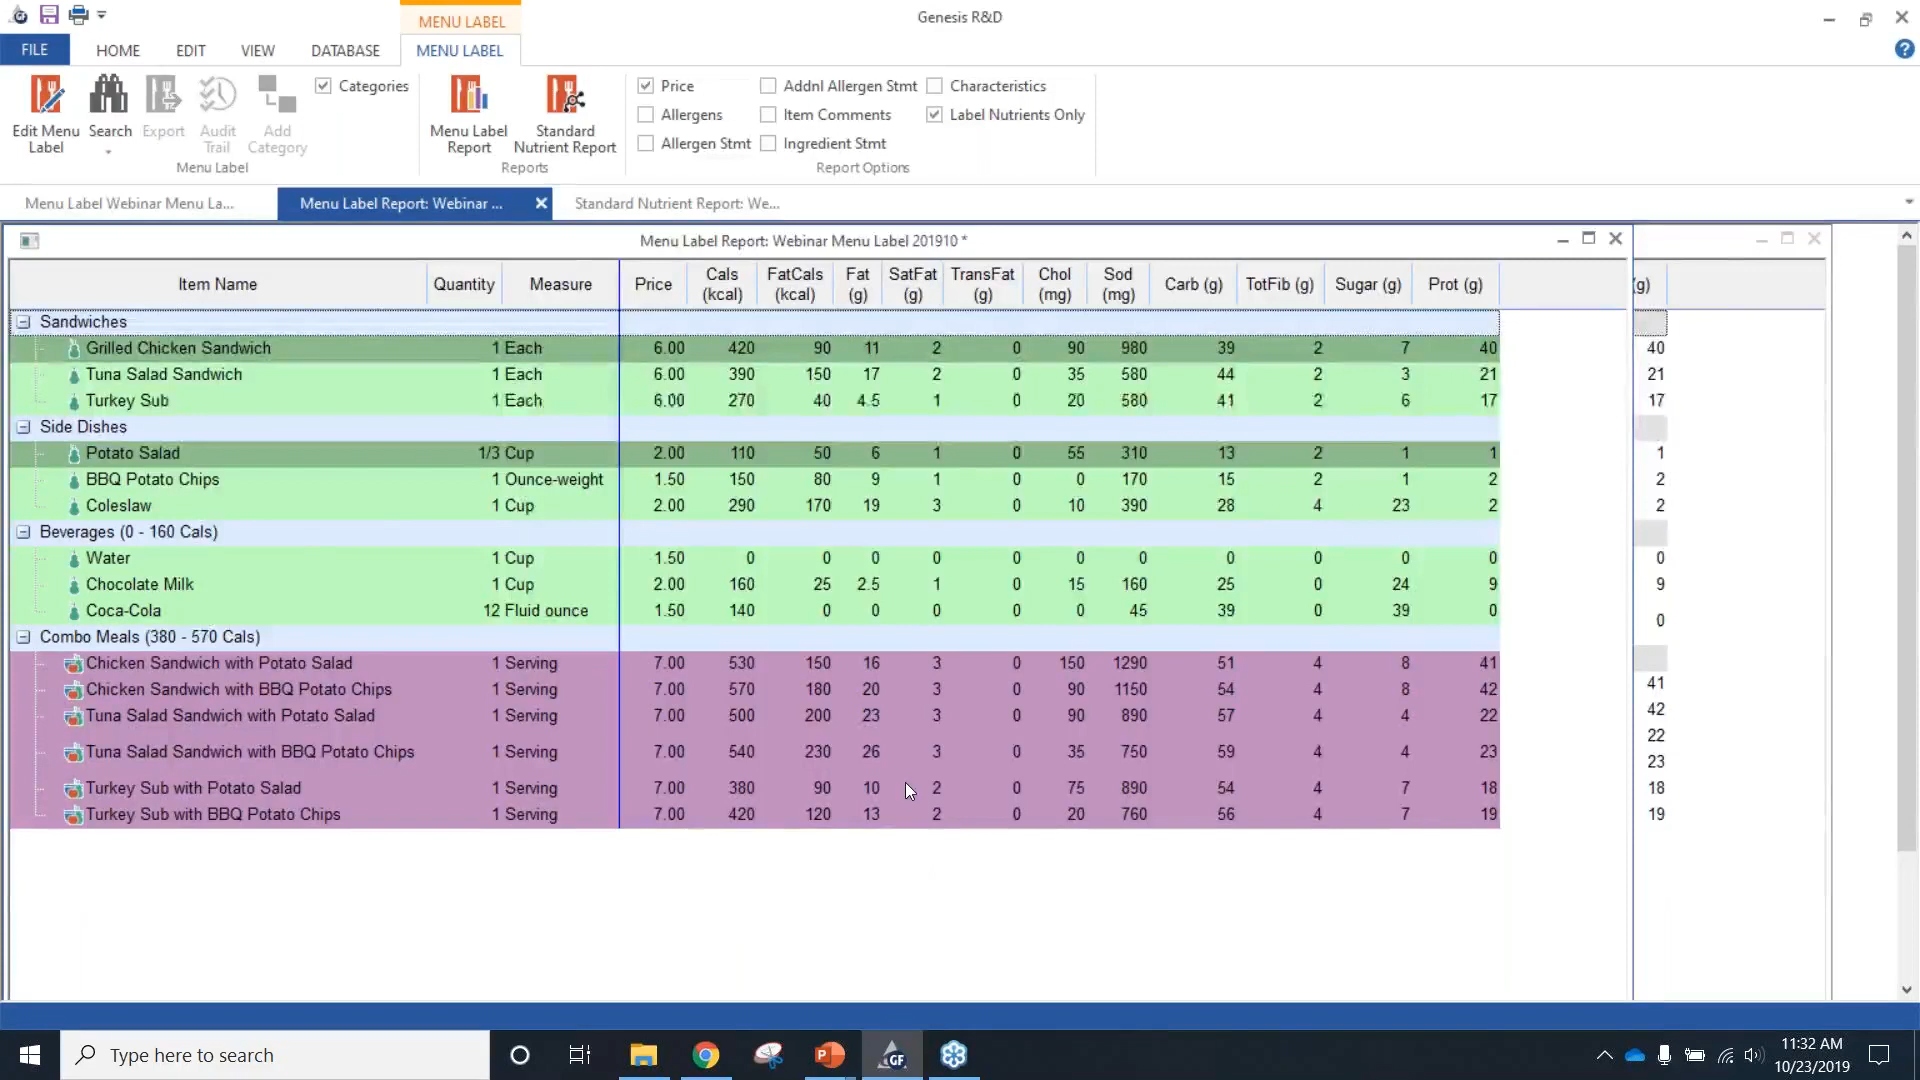 MENU LABEL
Genesis R&D
FILE HOME EDIT VIEW DATABASE MENU LABEL
Edit Menu Label Search Export Audit Trail Add Category Categories
Menu Label
Menu Label Report Standard Nutrient Report
Reports
Price Addnl Allergen Stmt Characteristics
Allergens Item Comments Label Nutrients Only
Allergen Stmt Ingredient Stmt
Report Options
Menu Label Webinar Menu La... Menu Label Report: Webinar ... Standard Nutrient Report: We...
Menu Label Report: Webinar Menu Label 201910 *
Item Name Quantity Measure Price Cals (kcal) FatCals (kcal) Fat (g) SatFat (g) TransFat (g) Chol (mg) Sod (mg) Carb (g) TotFib (g) Sugar (g) Prot (g) (g)
Sandwiches
Grilled Chicken Sandwich 1 Each 6.00 420 90 11 2 0 90 980 39 2 7 40 40
Tuna Salad Sandwich 1 Each 6.00 390 150 17 2 0 35 580 44 2 3 21 21
Turkey Sub 1 Each 6.00 270 40 4.5 1 0 20 580 41 2 6 17 17
Side Dishes
Potato Salad 1/3 Cup 2.00 110 50 6 1 0 55 310 13 2 1 1 1
BBQ Potato Chips 1 Ounce-weight 1.50 150 80 9 1 0 0 170 15 2 1 2 2
Coleslaw 1 Cup 2.00 290 170 19 3 0 10 390 28 4 23 2 2
Beverages (0 - 160 Cals)
Water 1 Cup 1.50 0 0 0 0 0 0 0 0 0 0 0 0
Chocolate Milk 1 Cup 2.00 160 25 2.5 1 0 15 160 25 0 24 9 9
Coca-Cola 12 Fluid ounce 1.50 140 0 0 0 0 0 45 39 0 39 0 0
Combo Meals (380 - 570 Cals)
Chicken Sandwich with Potato Salad 1 Serving 7.00 530 150 16 3 0 150 1290 51 4 8 41 41
Chicken Sandwich with BBQ Potato Chips 1 Serving 7.00 570 180 20 3 0 90 1150 54 4 8 42 42
Tuna Salad Sandwich with Potato Salad 1 Serving 7.00 500 200 23 3 0 90 890 57 4 4 22 22
Tuna Salad Sandwich with BBQ Potato Chips 1 Serving 7.00 540 230 26 3 0 35 750 59 4 4 23 23
Turkey Sub with Potato Salad 1 Serving 7.00 380 90 10 2 0 75 890 54 4 7 18 18
Turkey Sub with BBQ Potato Chips 1 Serving 7.00 420 120 13 2 0 20 760 56 4 7 19 19
Type here to search
11:32 AM
10/23/2019